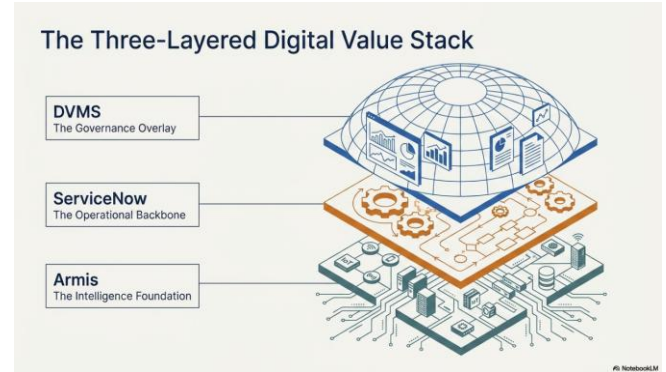 The Three-Layered Digital Value Stack
DVMS
The Governance Overlay
ServiceNow
The Operational Backbone
Armis
The Intelligence Foundation
IoT
NotebookLM